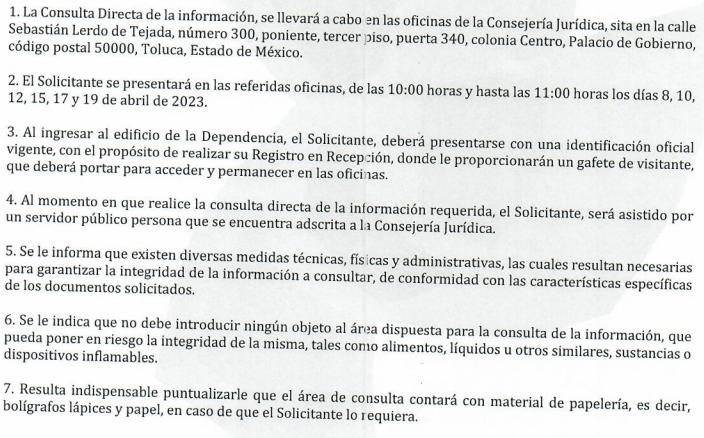 1. La Consulta Directa de la información, se llevará a cabo en las oficinas de la Consejería Jurídica, sita en la calle
Sebastián Lerdo de Tejada, número 300, poniente, tercer piso, puerta 340, colonia Centro, Palacio de Gobierno,
código postal 50000, Toluca, Estado de México.
2. El Solicitante se presentará en las referidas oficinas, de las 10:00 horas y hasta las 11:00 horas los días 8, 10,
12, 15, 17 y 19 de abril de 2023.
3. Al ingresar al edificio de la Dependencia, el Solicitante, deberá presentarse con una identificación oficial
vigente, con el propósito de realizar su Registro en Recepción, donde le proporcionarán un gafete de visitante,
que deberá portar para acceder y permanecer en las oficinas.
4. Al momento en que realice la consulta directa de la información requerida, el Solicitante, será asistido por
un servidor público persona que se encuentra adscrita a la Consejería Jurídica.
5. Se le informa que existen diversas medidas técnicas, físicas y administrativas, las cuales resultan necesarias
para garantizar la integridad de la información a consultar, de conformidad con las características específicas
de los documentos solicitados.
6. Se le indica que no debe introducir ningún objeto al área dispuesta para la consulta de la información, que
pueda poner en riesgo la integridad de la misma, tales como alimentos, líquidos u otros similares, sustancias o
dispositivos inflamables.
7. Resulta indispensable puntualizarle que el área de consulta contará con material de papelería, es decir,
bolígrafos lápices y papel, en caso de que el Solicitante lo requiera.